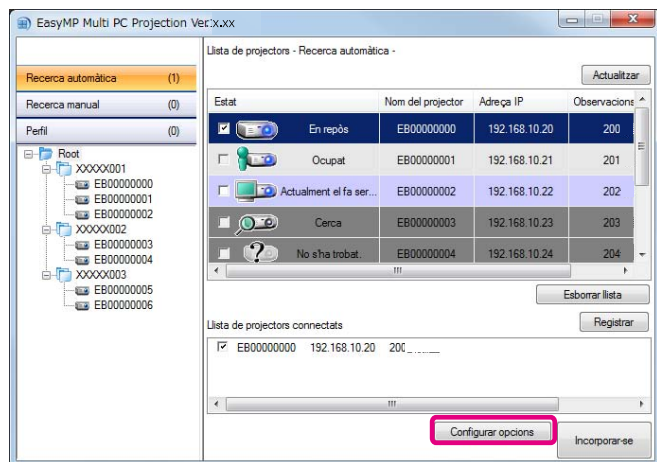 EasyMP Multi PC Projection Ver.x.xx
Llista de projectors - Recerca automàtica -
Actualitzar
Recerca automàtica (1)
Recerca manual (0)
Perfil (0)
Root
XXXXX001
EB00000000
EB00000001
EB00000002
XXXXX002
EB00000003
EB00000004
XXXXX003
EB00000005
EB00000006
Estat Nom del projector Adreça IP Observacions
En repòs EB00000000 192.168.10.20 200
Ocupat EB00000001 192.168.10.21 201
Actualment el fa ser... EB00000002 192.168.10.22 202
Cerca EB00000003 192.168.10.23 203
No s'ha trobat. EB00000004 192.168.10.24 204
Esborrar llista
Llista de projectors connectats
Registrar
EB00000000 192.168.10.20 200
Configurar opcions
Incorporar-se